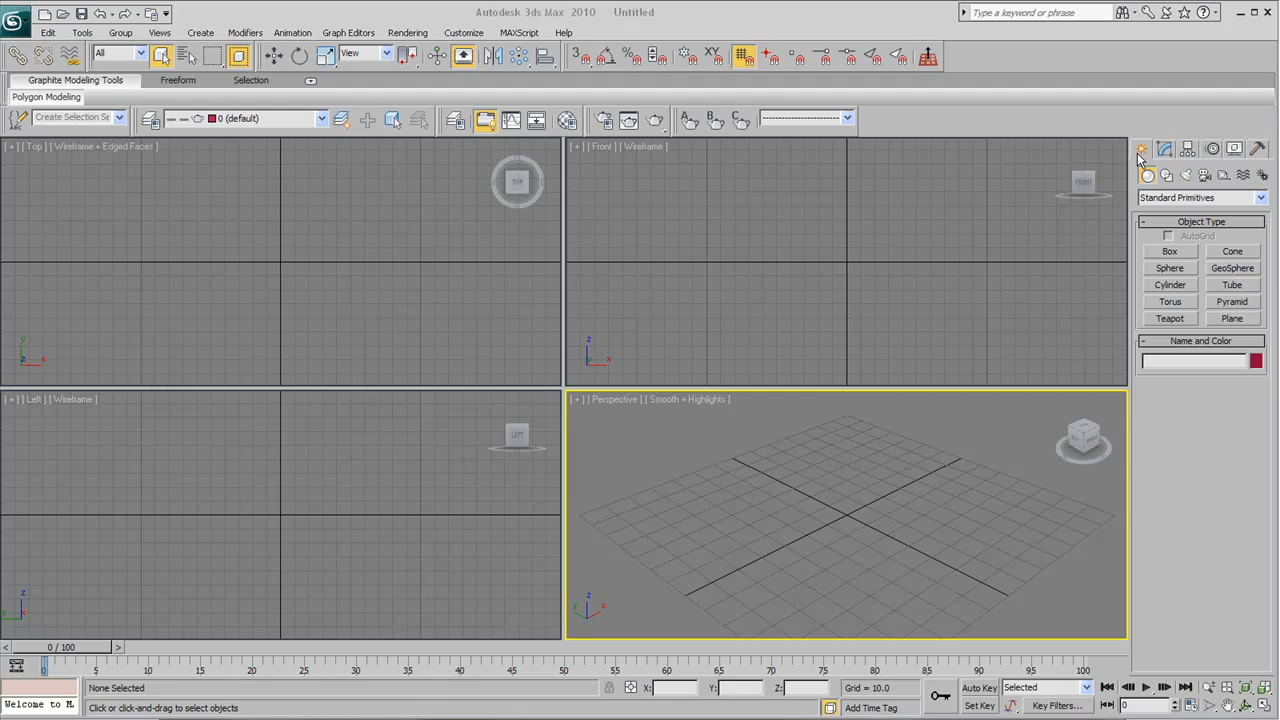 Autodesk 3ds Max 2010 Untitled
Type a keyword or phrase
Edit Tools Group Views Create Modifiers Animation Graph Editors Rendering Customize MAXScript Help
All View 3 % XY
Graphite Modeling Tools Freeform Selection
Polygon Modeling
Create Selection Se 0 (default) A B C
[ + ] [ Top ] [ Wireframe + Edged Faces ]
TOP
[ + ] [ Front ] [ Wireframe ]
FRONT
Standard Primitives
- Object Type
AutoGrid
Box Cone
Sphere GeoSphere
Cylinder Tube
Torus Pyramid
Teapot Plane
- Name and Color
y z x
z x
[ + ] [ Left ] [ Wireframe ]
LEFT
[ + ] [ Perspective ] [ Smooth + Highlights ]
z y x
z y x
< 0 / 100 >
0 5 10 15 20 25 30 35 40 45 50 55 60 65 70 75 80 85 90 95 100
None Selected X: Y: Z: Grid = 10.0 Auto Key Selected
Welcome to M. Click or click-and-drag to select objects Add Time Tag Set Key Key Filters... 0